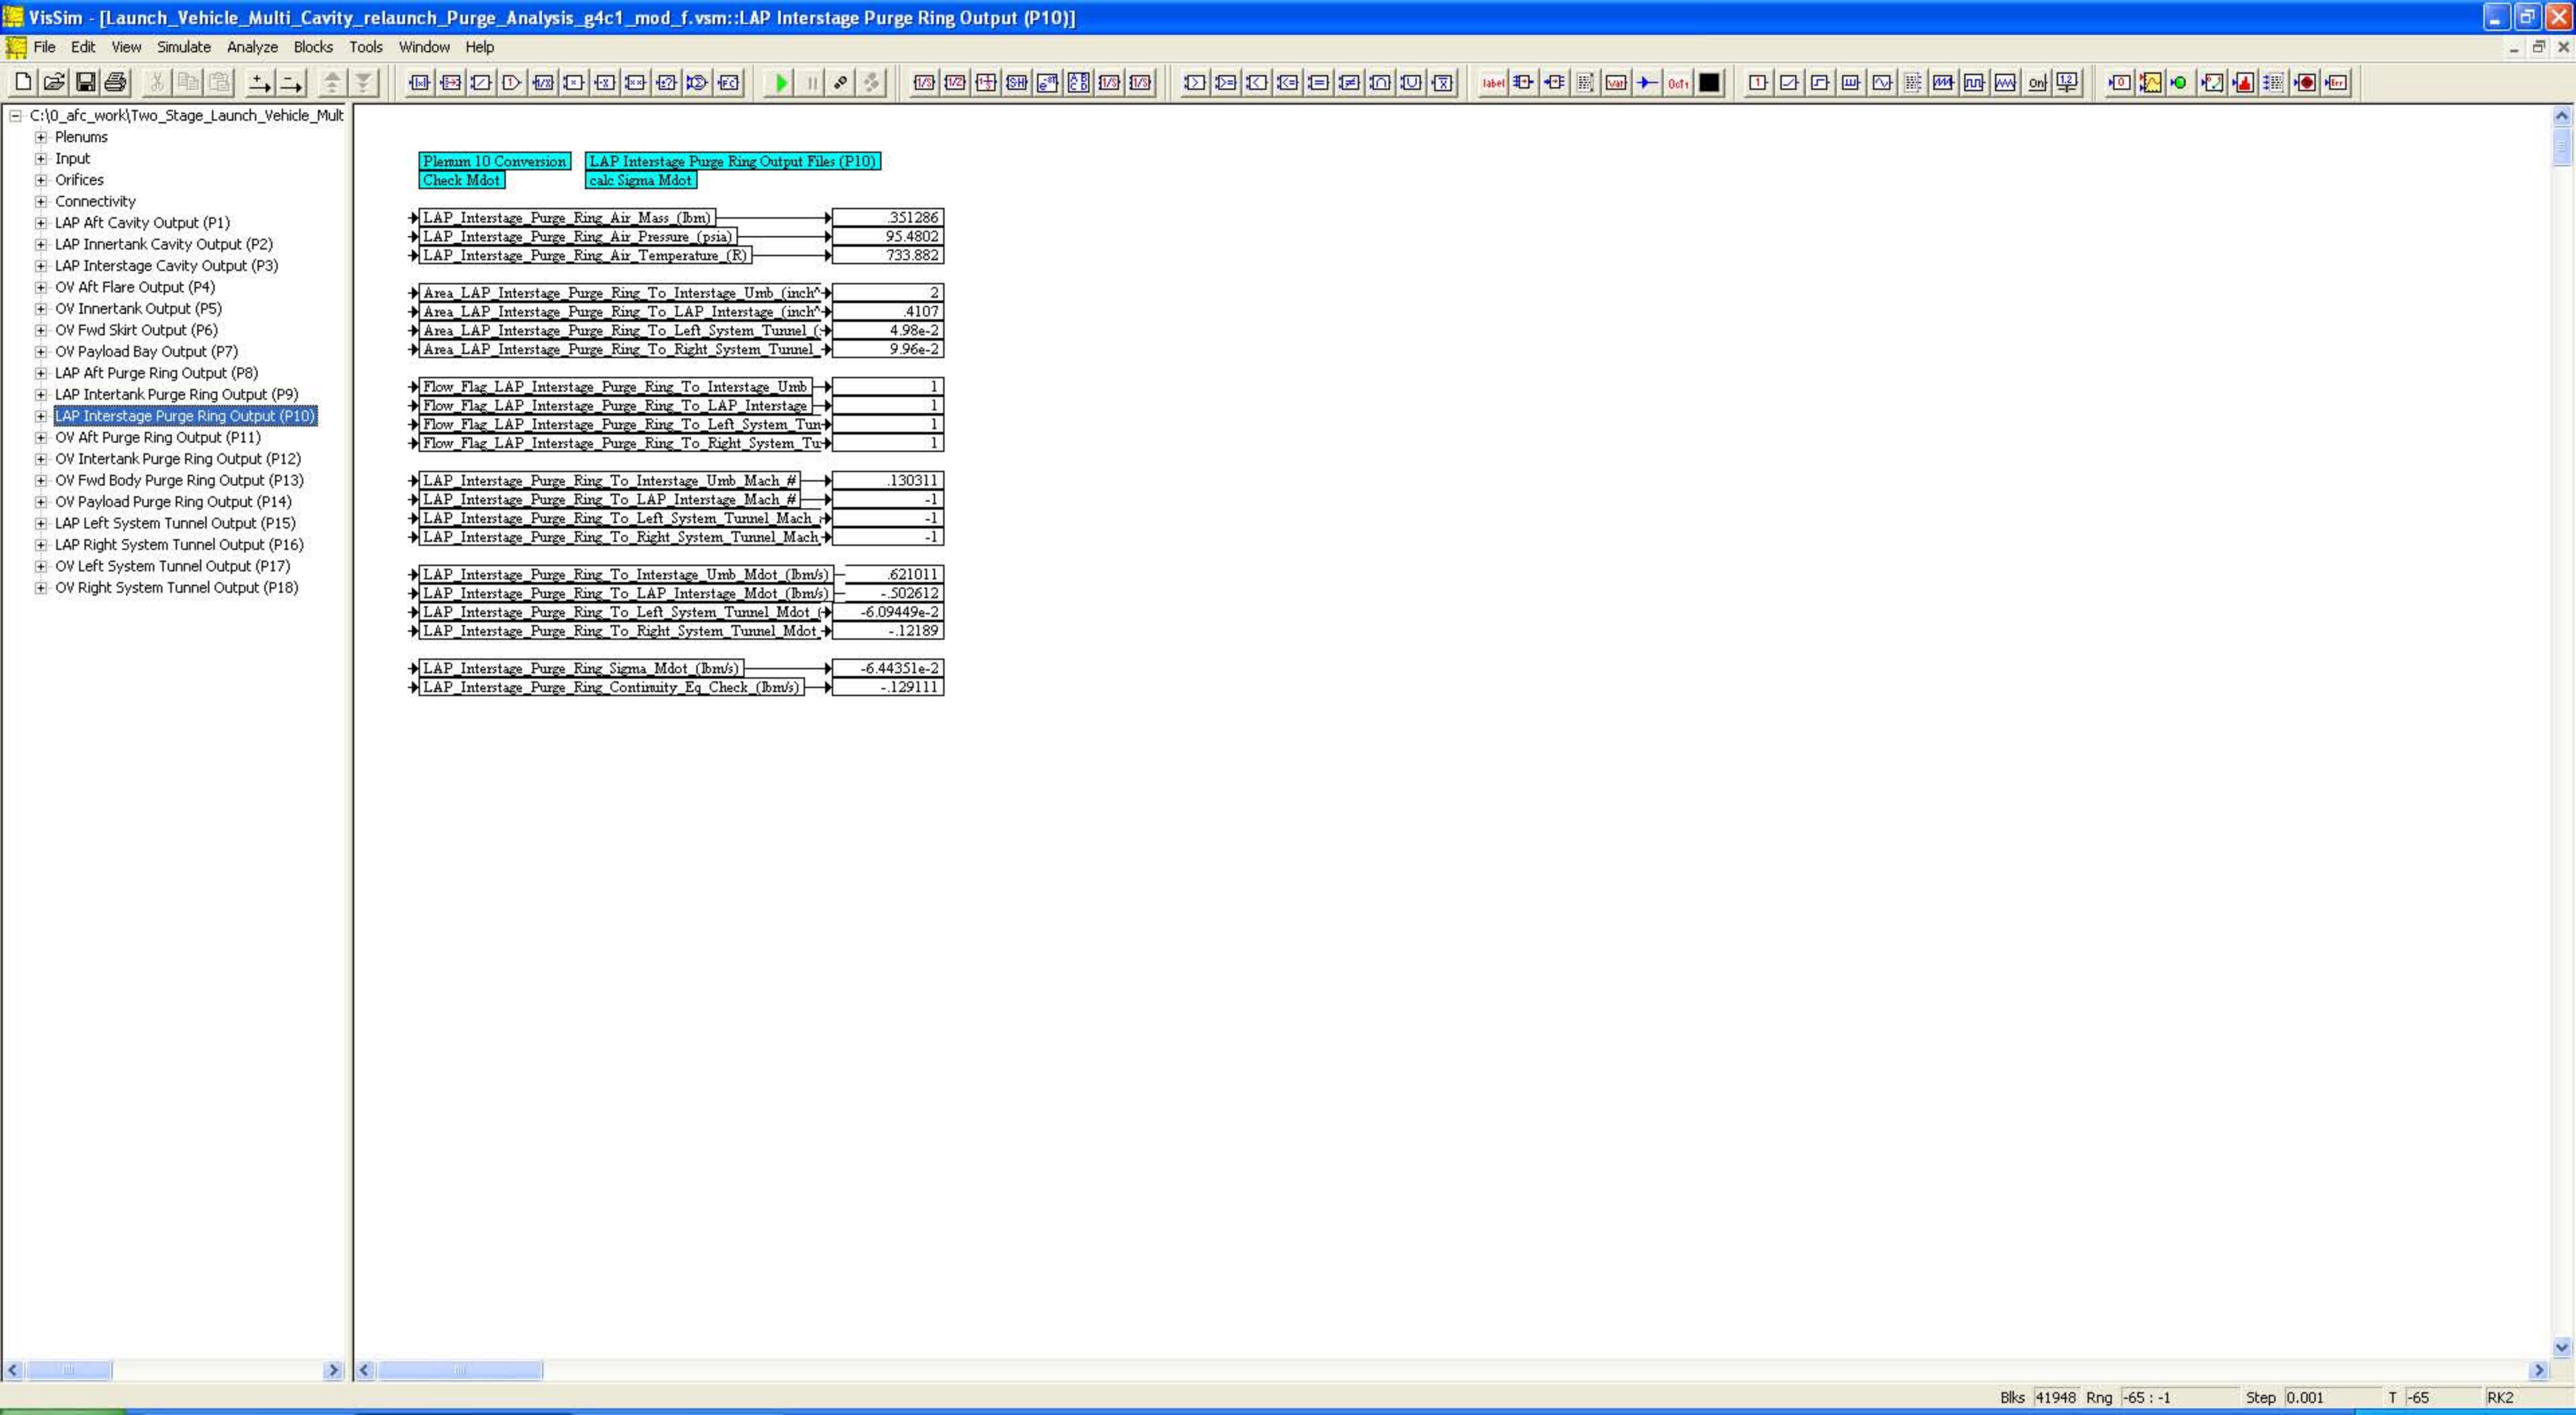 VisSim - [Launch_Vehicle_Multi_Cavity_relaunch_Purge_Analysis_g4c1_mod_f.vsm::LAP Interstage Purge Ring Output (P10)]
File Edit View Simulate Analyze Blocks Tools Window Help
C:\0_afc_work\Two_Stage_Launch_Vehicle_Mult
Plenums
Input
Orifices
Connectivity
LAP Aft Cavity Output (P1)
LAP Innertank Cavity Output (P2)
LAP Interstage Cavity Output (P3)
OV Aft Flare Output (P4)
OV Innertank Output (P5)
OV Fwd Skirt Output (P6)
OV Payload Bay Output (P7)
LAP Aft Purge Ring Output (P8)
LAP Intertank Purge Ring Output (P9)
LAP Interstage Purge Ring Output (P10)
OV Aft Purge Ring Output (P11)
OV Intertank Purge Ring Output (P12)
OV Fwd Body Purge Ring Output (P13)
OV Payload Purge Ring Output (P14)
LAP Left System Tunnel Output (P15)
LAP Right System Tunnel Output (P16)
OV Left System Tunnel Output (P17)
OV Right System Tunnel Output (P18)
Plenum 10 Conversion LAP Interstage Purge Ring Output Files (P10)
Check Mdot calc Sigma Mdot
LAP_Interstage_Purge_Ring_Air_Mass_(lbm) .351286
LAP_Interstage_Purge_Ring_Air_Pressure_(psia) 95.4802
LAP_Interstage_Purge_Ring_Air_Temperature_(R) 733.882
Area_LAP_Interstage_Purge_Ring_To_Interstage_Umb_(inch^ 2
Area_LAP_Interstage_Purge_Ring_To_LAP_Interstage_(inch^ .4107
Area_LAP_Interstage_Purge_Ring_To_Left_System_Tunnel_( 4.98e-2
Area_LAP_Interstage_Purge_Ring_To_Right_System_Tunnel_ 9.96e-2
Flow_Flag_LAP_Interstage_Purge_Ring_To_Interstage_Umb 1
Flow_Flag_LAP_Interstage_Purge_Ring_To_LAP_Interstage 1
Flow_Flag_LAP_Interstage_Purge_Ring_To_Left_System_Tun 1
Flow_Flag_LAP_Interstage_Purge_Ring_To_Right_System_Tu 1
LAP_Interstage_Purge_Ring_To_Interstage_Umb_Mach_# .130311
LAP_Interstage_Purge_Ring_To_LAP_Interstage_Mach_# -1
LAP_Interstage_Purge_Ring_To_Left_System_Tunnel_Mach_ -1
LAP_Interstage_Purge_Ring_To_Right_System_Tunnel_Mach -1
LAP_Interstage_Purge_Ring_To_Interstage_Umb_Mdot_(lbm/s) .621011
LAP_Interstage_Purge_Ring_To_LAP_Interstage_Mdot_(lbm/s) -.502612
LAP_Interstage_Purge_Ring_To_Left_System_Tunnel_Mdot_( -6.09449e-2
LAP_Interstage_Purge_Ring_To_Right_System_Tunnel_Mdot -.12189
LAP_Interstage_Purge_Ring_Sigma_Mdot_(lbm/s) -6.44351e-2
LAP_Interstage_Purge_Ring_Continuity_Eq_Check_(lbm/s) -.129111
Blks 41948 Rng -65 : -1 Step 0.001 T -65 RK2